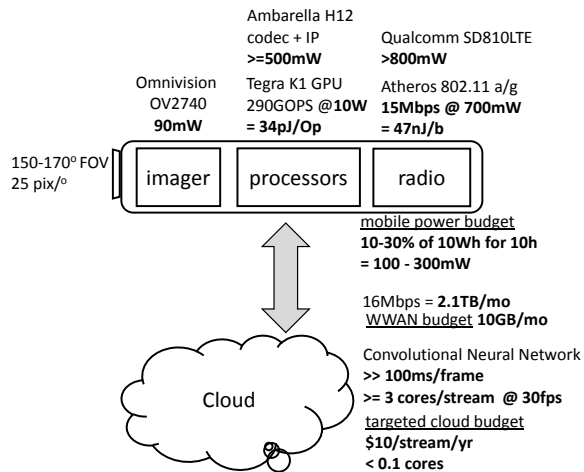 Ambarella H12
codec + IP
>=500mW
Qualcomm SD810LTE
>800mW
Omnivision
OV2740
90mW
Tegra K1 GPU
290GOPS @10W
= 34pJ/Op
Atheros 802.11 a/g
15Mbps @ 700mW
= 47nJ/b
150-170⁰ FOV
25 pix/⁰
imager
processors
radio
mobile power budget
10-30% of 10Wh for 10h
= 100 - 300mW
16Mbps = 2.1TB/mo
WWAN budget 10GB/mo
Cloud
Convolutional Neural Network
>> 100ms/frame
>= 3 cores/stream @ 30fps
targeted cloud budget
$10/stream/yr
< 0.1 cores